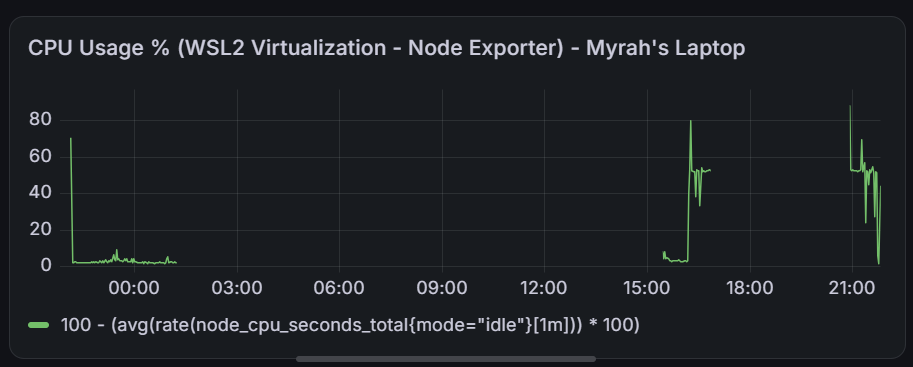 CPU Usage % (WSL2 Virtualization - Node Exporter) - Myrah's Laptop
80
60
40
20
0
00:00 03:00 06:00 09:00 12:00 15:00 18:00 21:00
100 - (avg(rate(node_cpu_seconds_total{mode="idle"}[1m])) * 100)